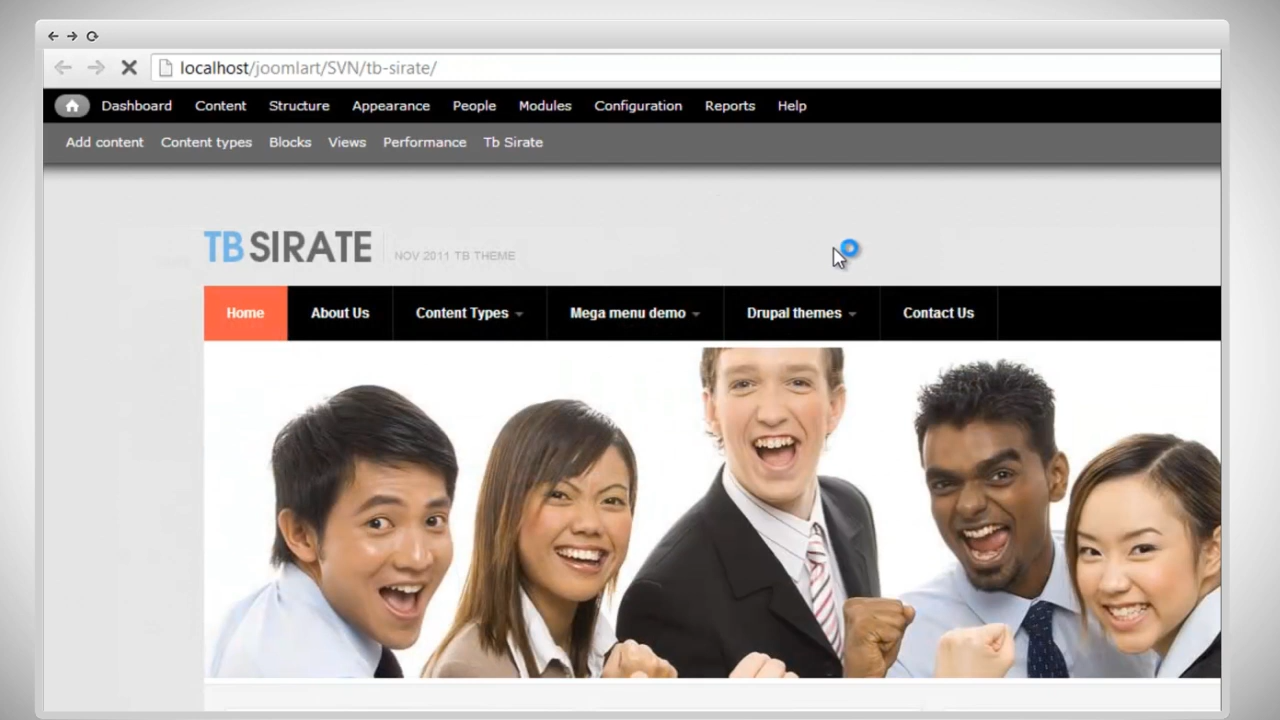 localhost/joomlart/SVN/tb-sirate/
Dashboard Content Structure Appearance People Modules Configuration Reports Help
Add content Content types Blocks Views Performance Tb Sirate
TB SIRATE NOV 2011 TB THEME
Home About Us Content Types Mega menu demo Drupal themes Contact Us